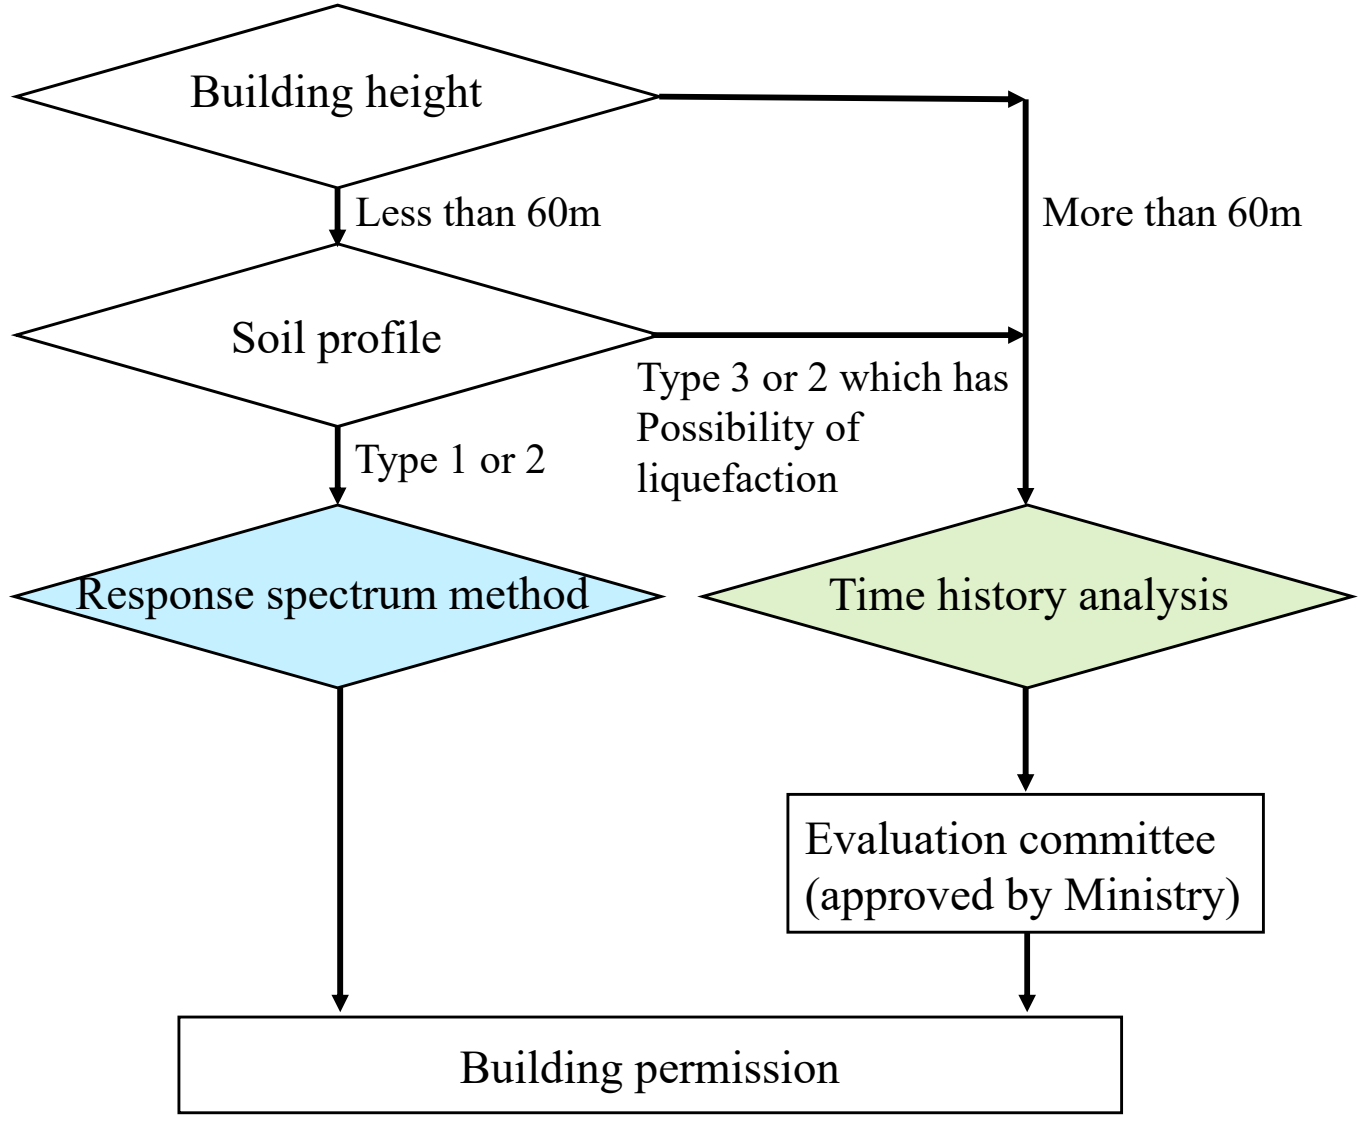 Building height
Less than 60m
More than 60m
Soil profile
Type 3 or 2 which has
Possibility of
liquefaction
Type 1 or 2
Response spectrum method
Time history analysis
Evaluation committee
(approved by Ministry)
Building permission